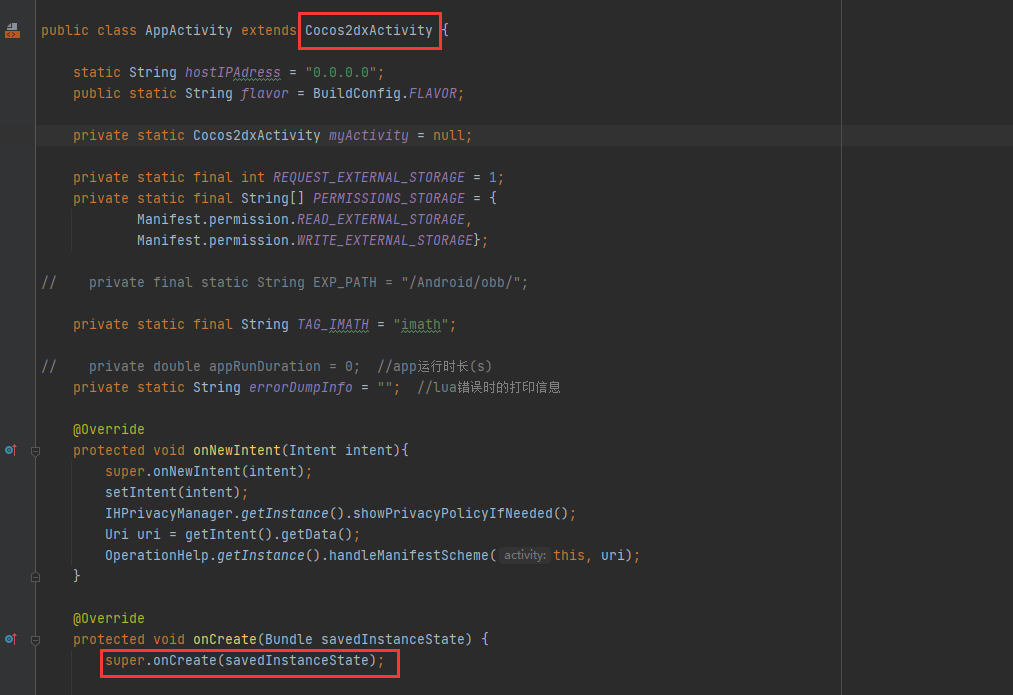 public class AppActivity extends Cocos2dxActivity {
static String hostIPAdress = "0.0.0.0";
public static String flavor = BuildConfig.FLAVOR;
private static Cocos2dxActivity myActivity = null;
private static final int REQUEST_EXTERNAL_STORAGE = 1;
private static final String[] PERMISSIONS_STORAGE = {
Manifest.permission.READ_EXTERNAL_STORAGE,
Manifest.permission.WRITE_EXTERNAL_STORAGE};
//    private final static String EXP_PATH = "/Android/obb/";
private static final String TAG_IMATH = "imath";
//    private double appRunDuration = 0;  //app运行时长(s)
private static String errorDumpInfo = "";  //lua错误时的打印信息
@Override
protected void onNewIntent(Intent intent){
super.onNewIntent(intent);
setIntent(intent);
IHPrivacyManager.getInstance().showPrivacyPolicyIfNeeded();
Uri uri = getIntent().getData();
OperationHelp.getInstance().handleManifestScheme( activity: this, uri);
}
@Override
protected void onCreate(Bundle savedInstanceState) {
super.onCreate(savedInstanceState);